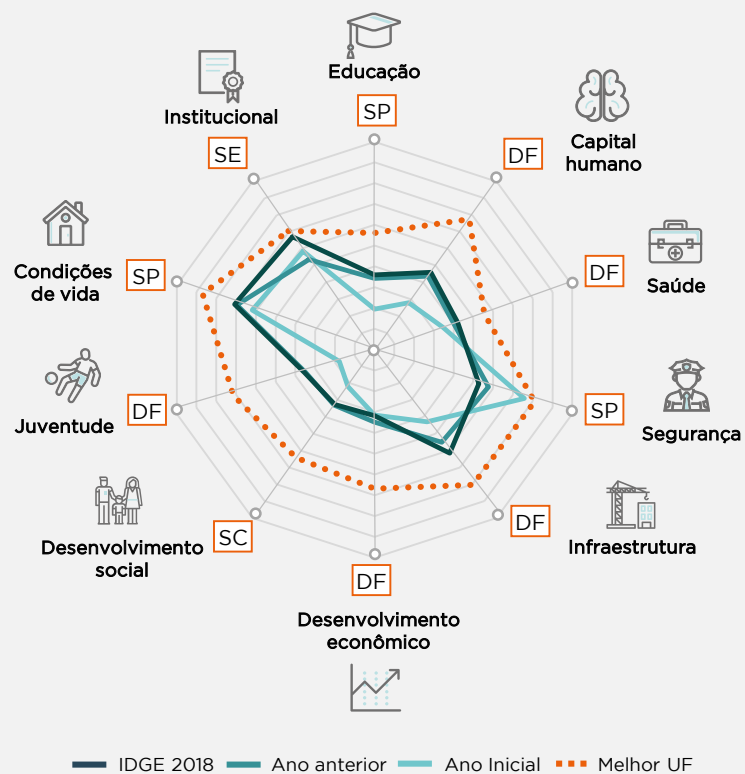 Educação
SP
Capital
humano
DF
Saúde
DF
Segurança
SP
Infraestrutura
DF
Desenvolvimento
econômico
DF
Desenvolvimento
social
SC
Juventude
DF
Condições
de vida
SP
Institucional
SE
IDGE 2018
Ano anterior
Ano Inicial
Melhor UF